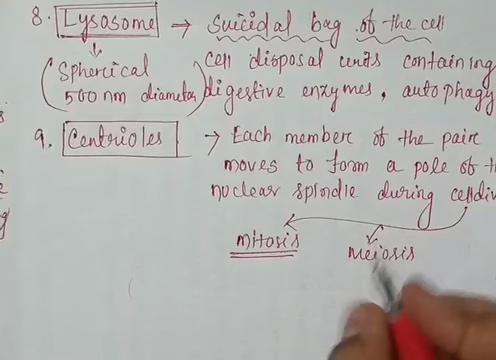 8. Lysosome → Suicidal bag of the cell
(Spherical
500 nm diameter)
cell disposal units containing
digestive enzymes, autophagy
9. Centrioles → Each member of the pair
moves to form a pole of
nuclear spindle during celldiv
mitosis
meiosis